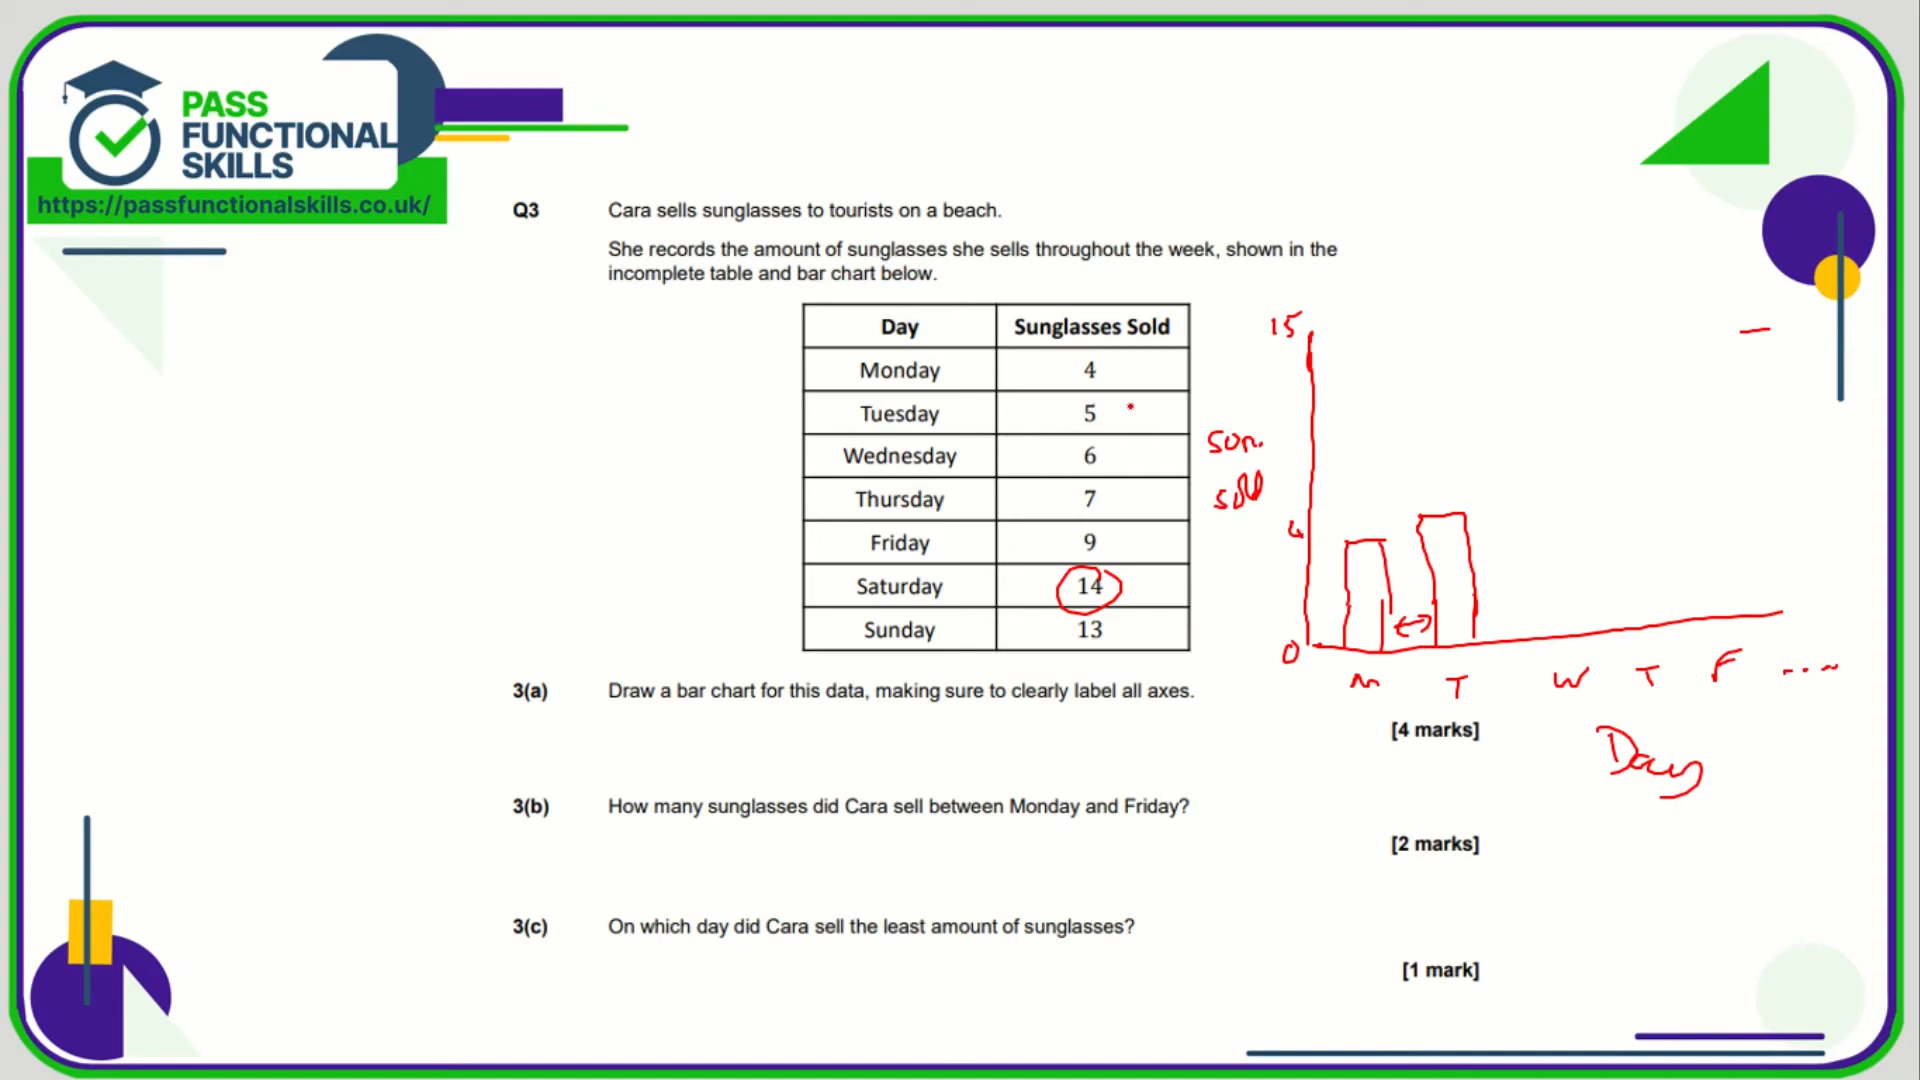 PASS
FUNCTIONAL
SKILLS
https://passfunctionalskills.co.uk/
Q3 Cara sells sunglasses to tourists on a beach.
She records the amount of sunglasses she sells throughout the week, shown in the
incomplete table and bar chart below.
Day Sunglasses Sold
Monday 4
Tuesday 5
Wednesday 6
Thursday 7
Friday 9
Saturday 14
Sunday 13
15
sun.
sold
4
0
M T W T F ....
Day
3(a) Draw a bar chart for this data, making sure to clearly label all axes.
[4 marks]
3(b) How many sunglasses did Cara sell between Monday and Friday?
[2 marks]
3(c) On which day did Cara sell the least amount of sunglasses?
[1 mark]